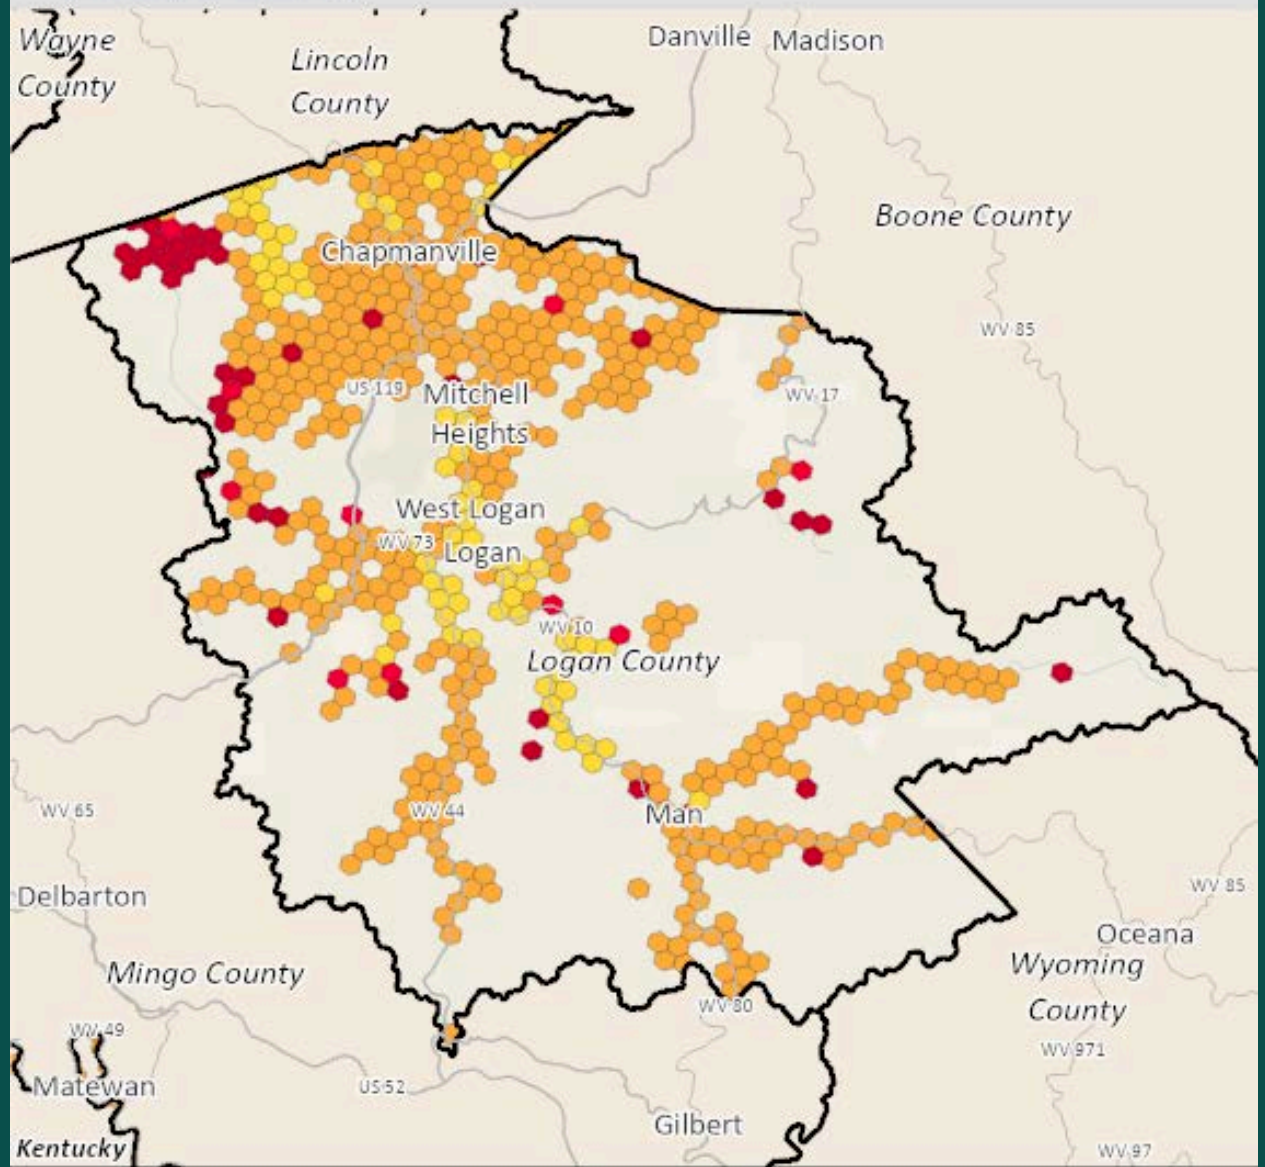 Wayne
County
Lincoln
County
Danville
Madison
Boone County
Chapmanville
WV 85
US 119
Mitchell
Heights
WV 17
West Logan
WV 73
Logan
WV 10
Logan County
WV 65
WV 44
Man
Delbarton
WV 85
Oceana
Mingo County
Wyoming
County
WV 80
WV 49
WV 971
Matewan
US 52
Gilbert
Kentucky
WV 97